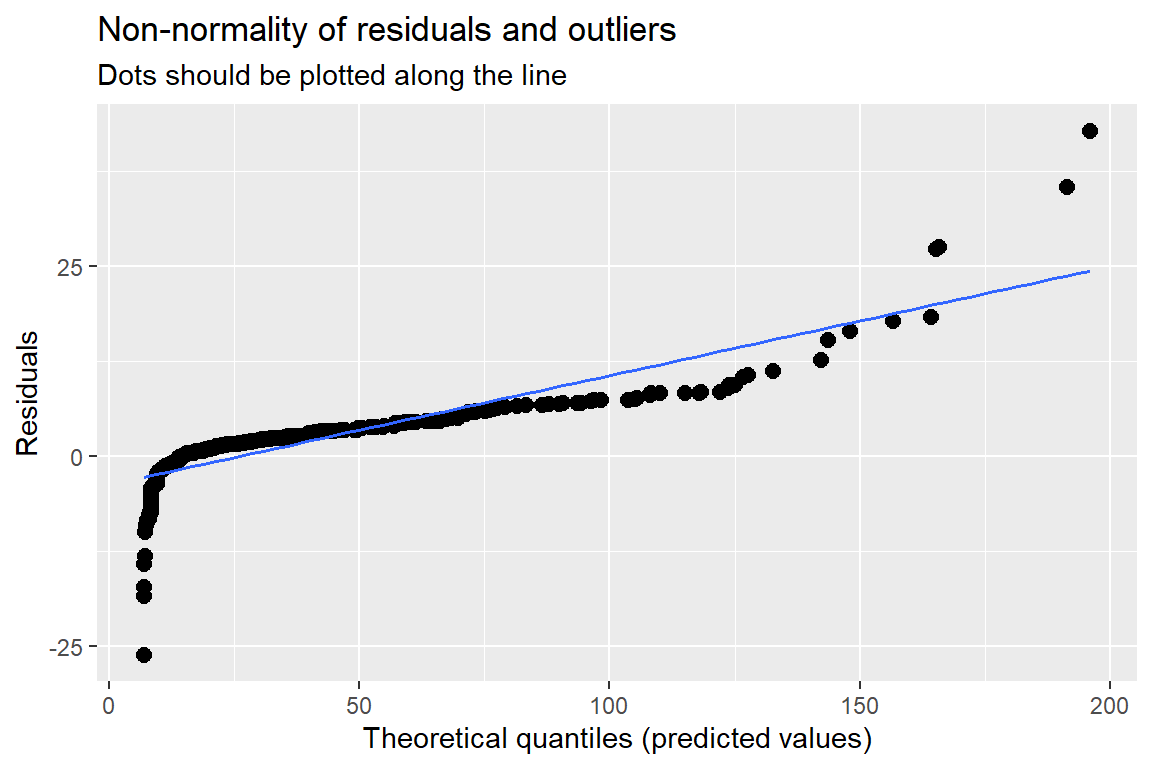 Non-normality of residuals and outliers
Dots should be plotted along the line
Residuals
25
0
-25
0 50 100 150 200
Theoretical quantiles (predicted values)